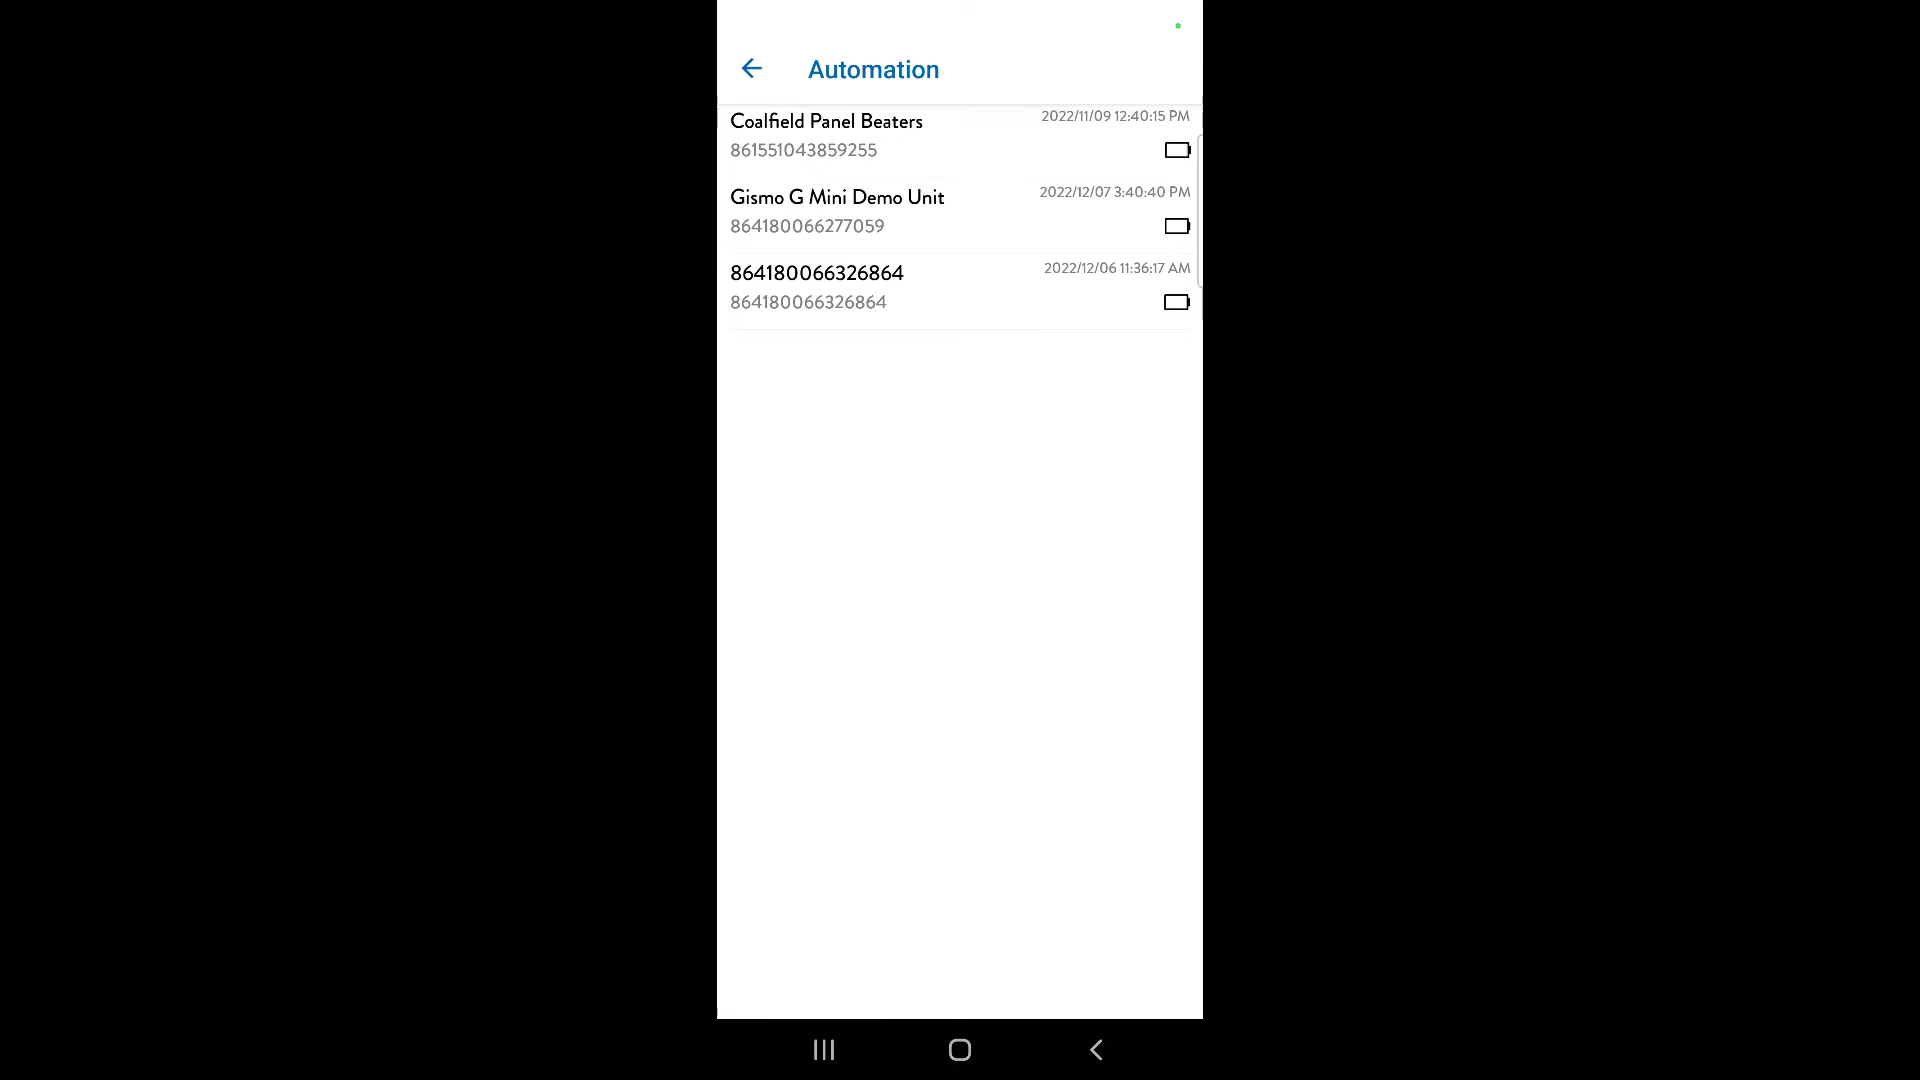 Automation
Coalfield Panel Beaters 2022/11/09 12:40:15 PM
861551043859255
Gismo G Mini Demo Unit 2022/12/07 3:40:40 PM
864180066277059
864180066326864 2022/12/06 11:36:17 AM
864180066326864